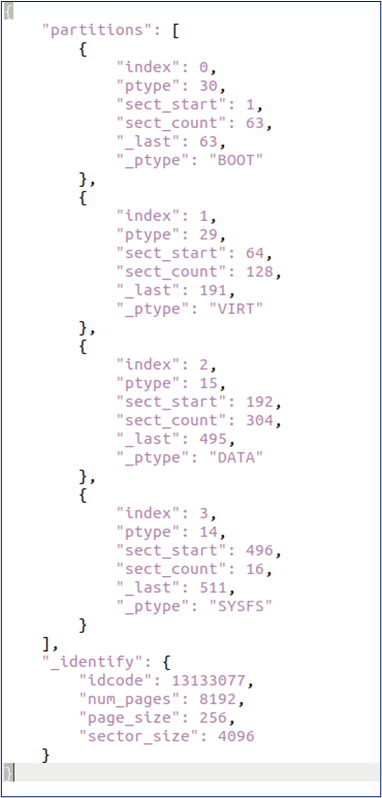 {
"partitions": [
{
"index": 0,
"ptype": 30,
"sect_start": 1,
"sect_count": 63,
"_last": 63,
"_ptype": "BOOT"
},
{
"index": 1,
"ptype": 29,
"sect_start": 64,
"sect_count": 128,
"_last": 191,
"_ptype": "VIRT"
},
{
"index": 2,
"ptype": 15,
"sect_start": 192,
"sect_count": 304,
"_last": 495,
"_ptype": "DATA"
},
{
"index": 3,
"ptype": 14,
"sect_start": 496,
"sect_count": 16,
"_last": 511,
"_ptype": "SYSFS"
}
],
"_identify": {
"idcode": 13133077,
"num_pages": 8192,
"page_size": 256,
"sector_size": 4096
}
}